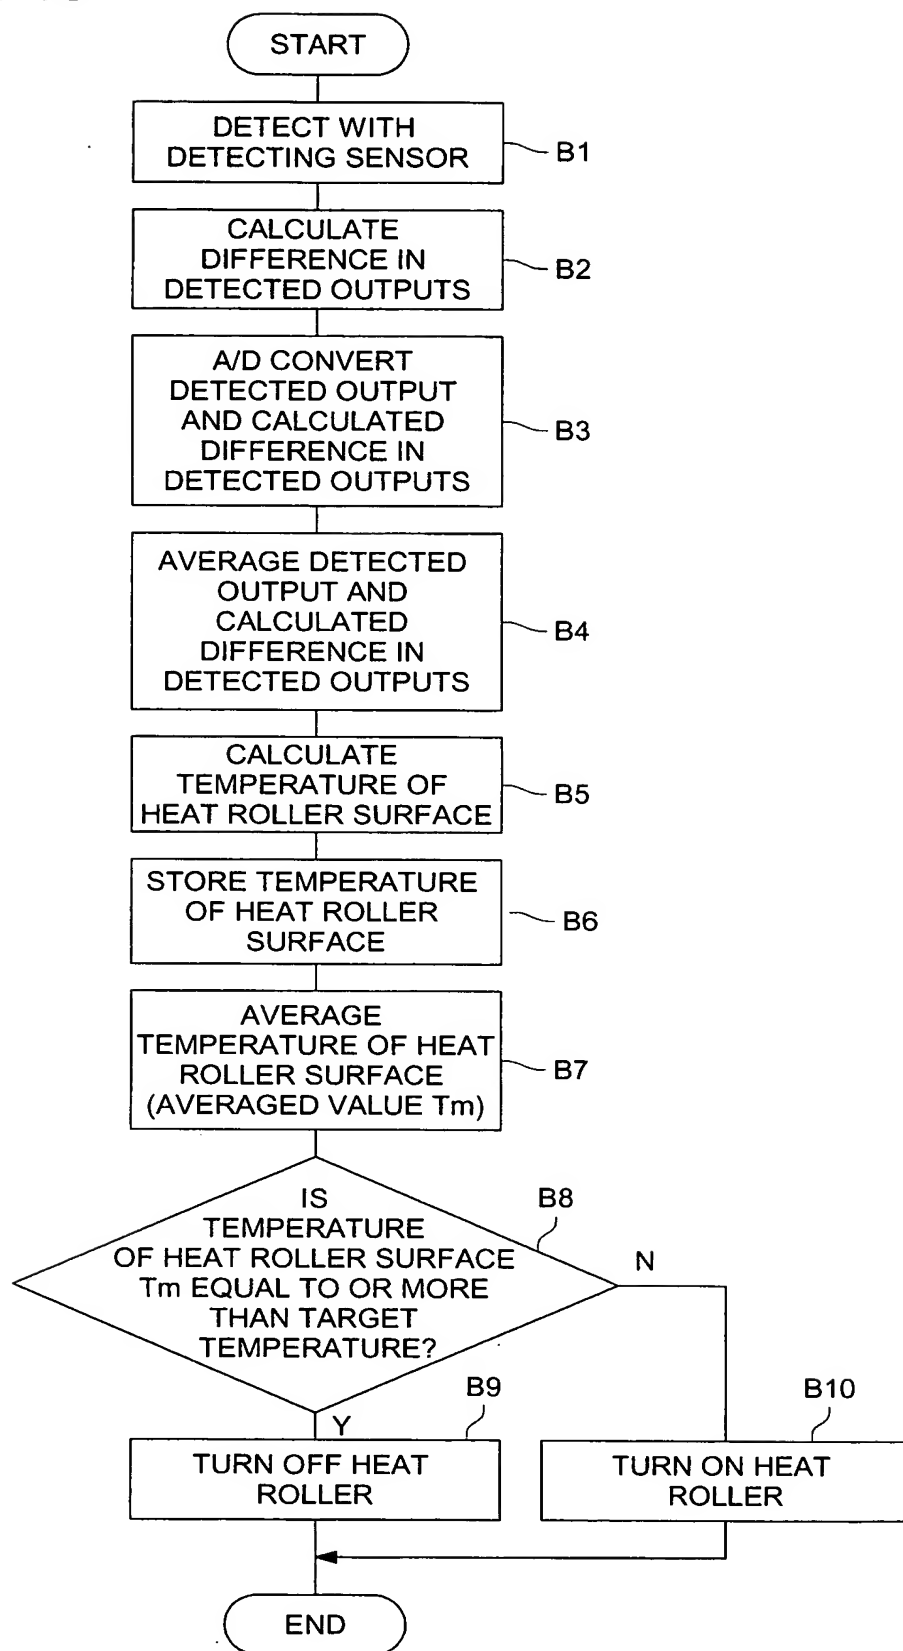 START
DETECT WITH
DETECTING SENSOR
B1
CALCULATE
DIFFERENCE IN
DETECTED OUTPUTS
B2
A/D CONVERT
DETECTED OUTPUT
AND CALCULATED
DIFFERENCE IN
DETECTED OUTPUTS
B3
AVERAGE DETECTED
OUTPUT AND
CALCULATED
DIFFERENCE IN
DETECTED OUTPUTS
B4
CALCULATE
TEMPERATURE OF
HEAT ROLLER SURFACE
B5
STORE TEMPERATURE
OF HEAT ROLLER
SURFACE
B6
AVERAGE
TEMPERATURE OF HEAT
ROLLER SURFACE
(AVERAGED VALUE Tm)
B7
IS
TEMPERATURE
OF HEAT ROLLER SURFACE
Tm EQUAL TO OR MORE
THAN TARGET
TEMPERATURE?
B8
N
Y
B9
TURN OFF HEAT
ROLLER
B10
TURN ON HEAT
ROLLER
END